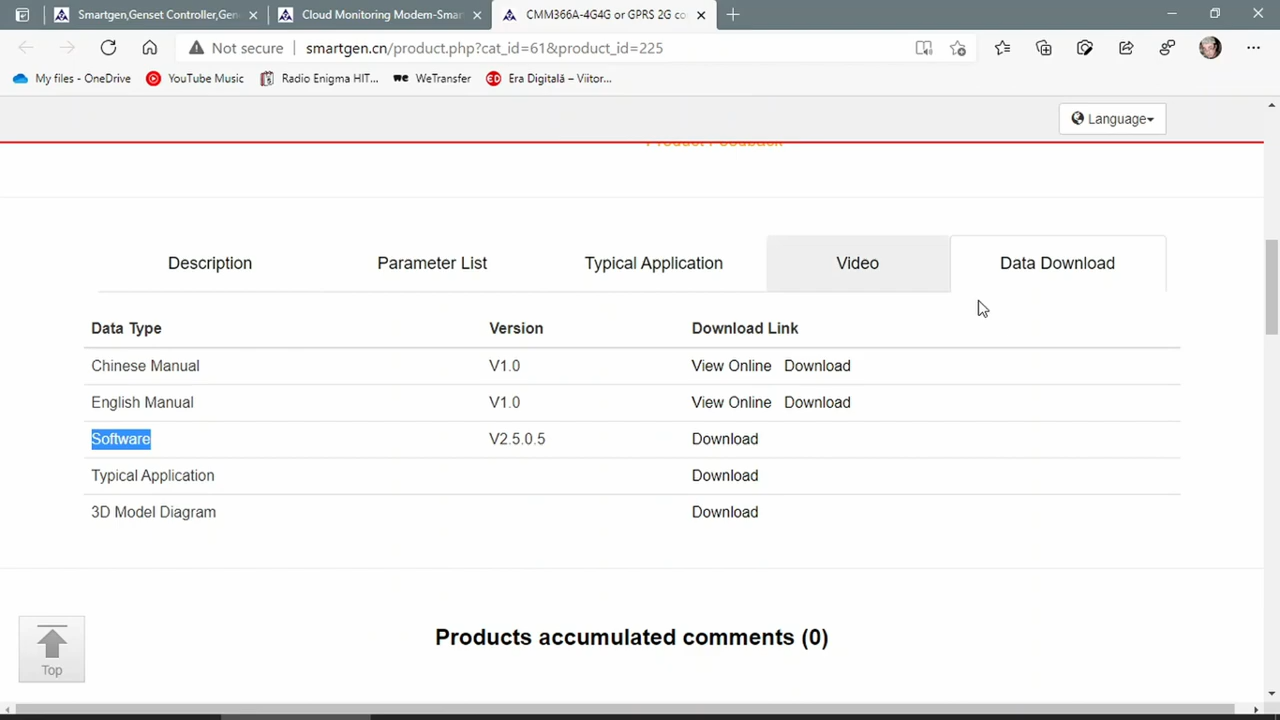 Smartgen,Genset Controller,Gen
Cloud Monitoring Modem-Smar
CMM366A-4G4G or GPRS 2G co
Not secure | smartgen.cn/product.php?cat_id=61&product_id=225
My files - OneDrive
YouTube Music
Radio Enigma HIT...
WeTransfer
Era Digitală – Viitor...
Language
Product Feedback
Description
Parameter List
Typical Application
Video
Data Download
Data Type Version Download Link
Chinese Manual V1.0 View Online Download
English Manual V1.0 View Online Download
Software V2.5.0.5 Download
Typical Application Download
3D Model Diagram Download
Top
Products accumulated comments (0)